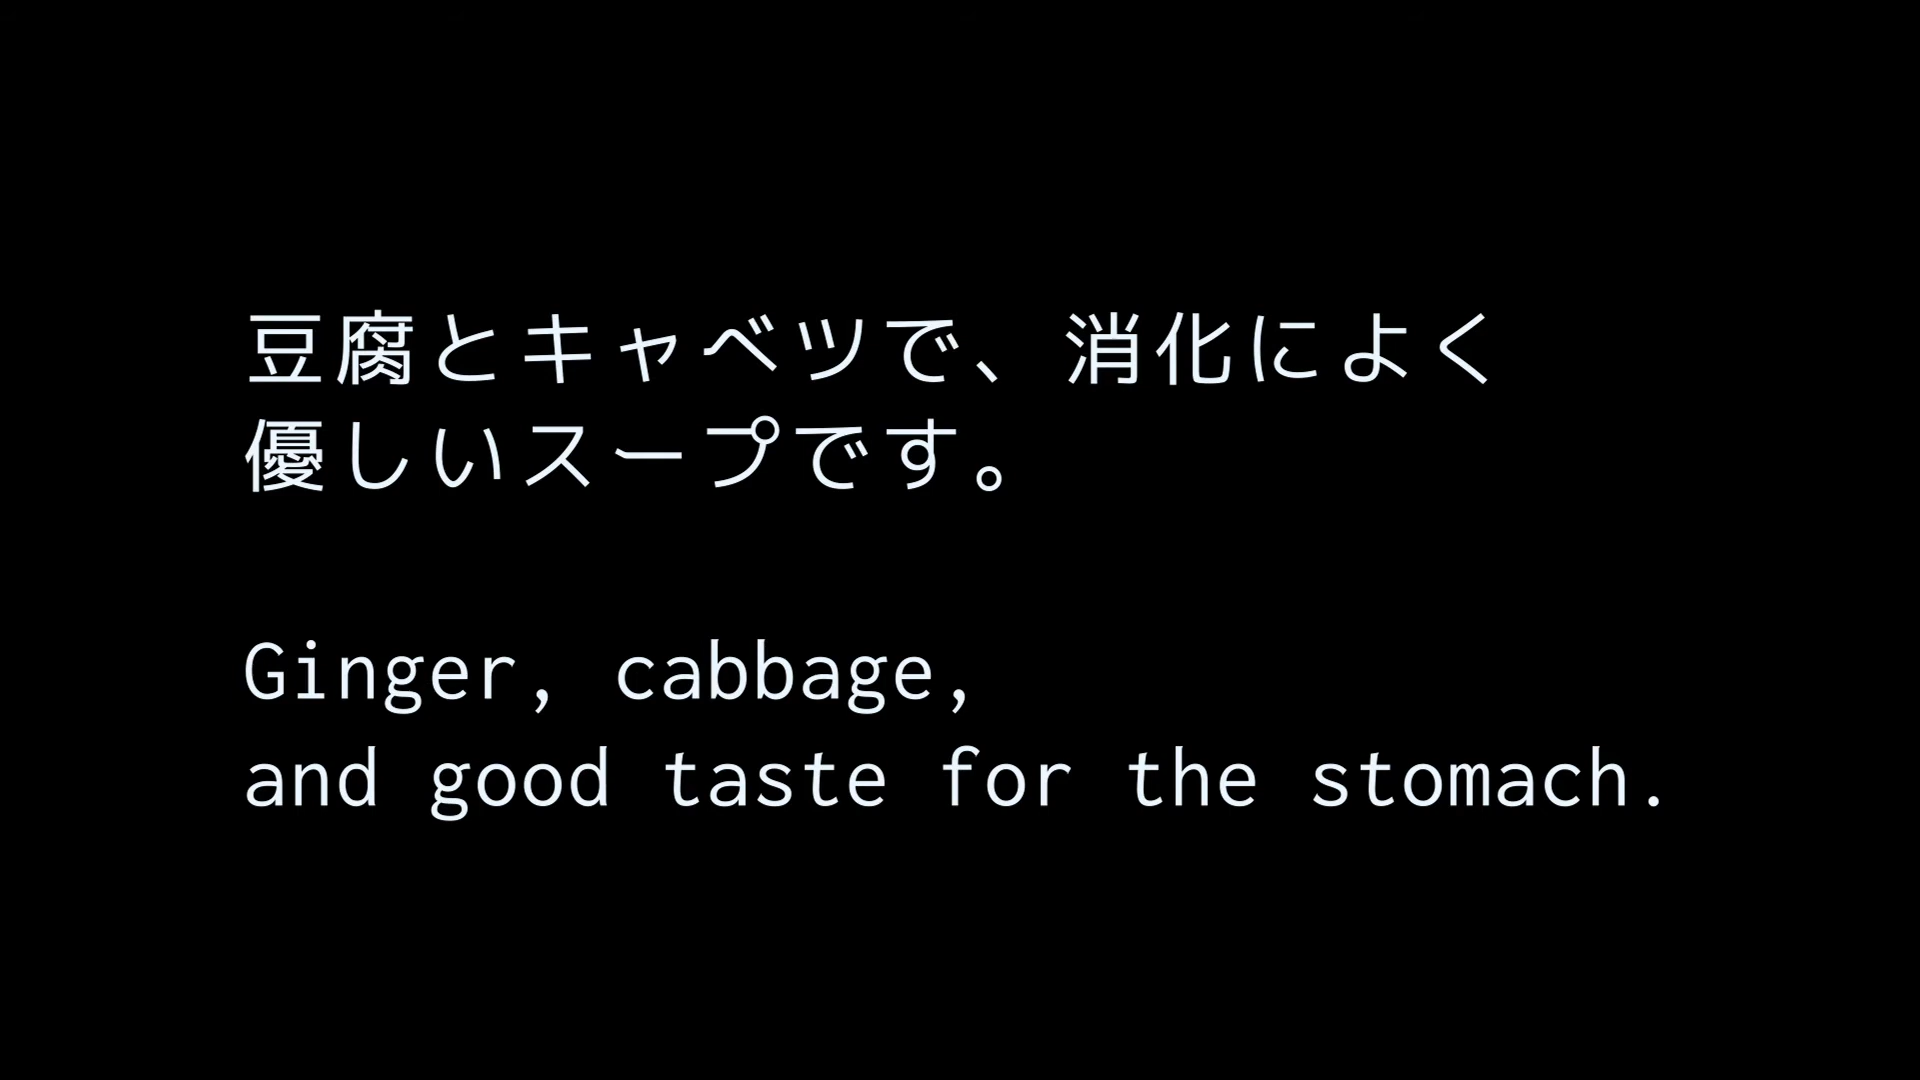 豆腐とキャベツで、消化によく
優しいスープです。
Ginger, cabbage,
and good taste for the stomach.